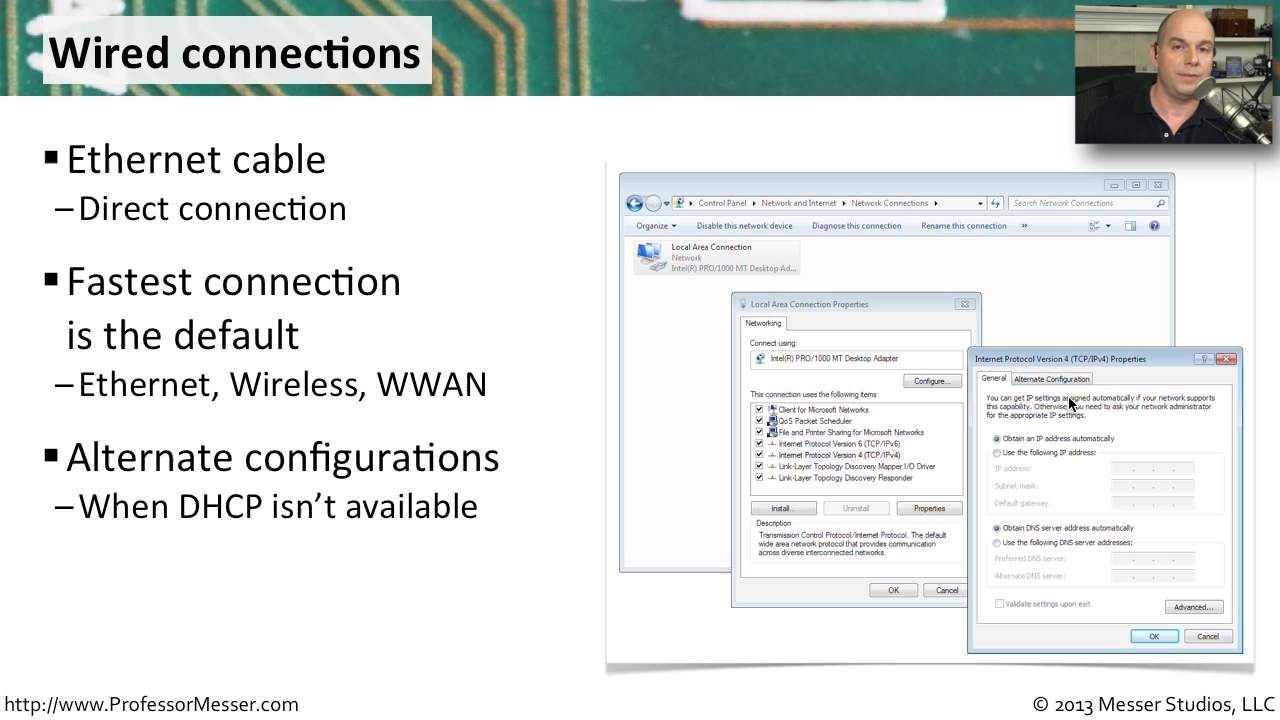 Wired connections
▪ Ethernet cable
– Direct connection
▪ Fastest connection
is the default
– Ethernet, Wireless, WWAN
▪ Alternate configurations
– When DHCP isn’t available
Control Panel ▸ Network and Internet ▸ Network Connections ▸
Search Network Connections
Organize ▾ Disable this network device Diagnose this connection Rename this connection »
Local Area Connection
Network
Intel(R) PRO/1000 MT Desktop Ad...
Local Area Connection Properties
Networking
Connect using:
Intel(R) PRO/1000 MT Desktop Adapter
Configure...
This connection uses the following items:
Client for Microsoft Networks
QoS Packet Scheduler
File and Printer Sharing for Microsoft Networks
Internet Protocol Version 6 (TCP/IPv6)
Internet Protocol Version 4 (TCP/IPv4)
Link-Layer Topology Discovery Mapper I/O Driver
Link-Layer Topology Discovery Responder
Install... Uninstall Properties
Description
Transmission Control Protocol/Internet Protocol. The default
wide area network protocol that provides communication
across diverse interconnected networks.
OK Cancel
Internet Protocol Version 4 (TCP/IPv4) Properties
General Alternate Configuration
You can get IP settings assigned automatically if your network supports
this capability. Otherwise, you need to ask your network administrator
for the appropriate IP settings.
Obtain an IP address automatically
Use the following IP address:
IP address:
Subnet mask:
Default gateway:
Obtain DNS server address automatically
Use the following DNS server addresses:
Preferred DNS server:
Alternate DNS server:
Validate settings upon exit
Advanced...
OK Cancel
http://www.ProfessorMesser.com
© 2013 Messer Studios, LLC